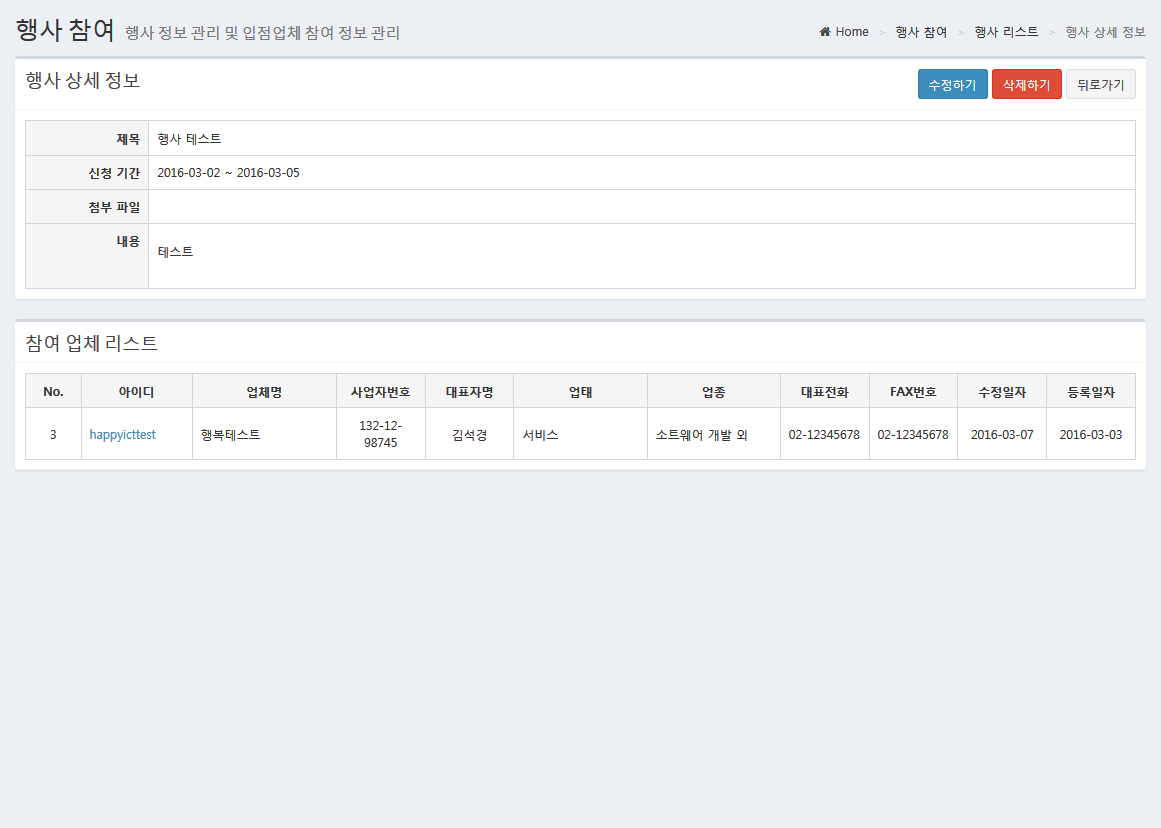 행사 참여 행사 정보 관리 및 입점업체 참여 정보 관리
Home > 행사 참여 > 행사 리스트 > 행사 상세 정보
행사 상세 정보
수정하기 삭제하기 뒤로가기
제목 행사 테스트
신청 기간 2016-03-02 ~ 2016-03-05
첨부 파일
내용 테스트
참여 업체 리스트
No. 아이디 업체명 사업자번호 대표자명 업태 업종 대표전화 FAX번호 수정일자 등록일자
3 happyicttest 행복테스트 132-12-98745 김석경 서비스 소트웨어 개발 외 02-12345678 02-12345678 2016-03-07 2016-03-03